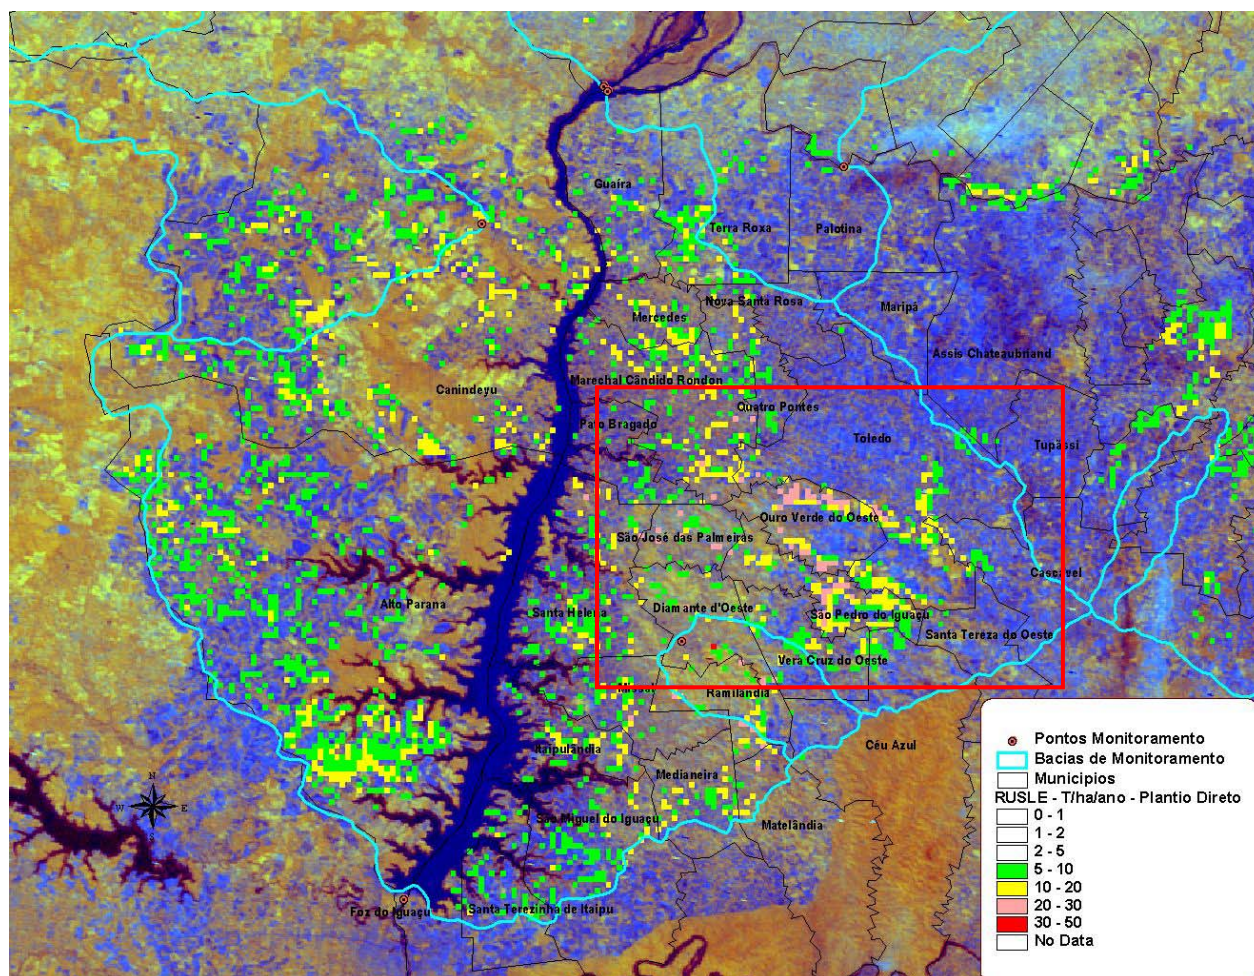 Guaíra
Terra Roxa
Palotina
Nova Santa Rosa
Maripá
Mercedes
Assis Chateaubriand
Marechal Cândido Rondon
Canindeyu
Quatro Pontes
Pato Bragado
Toledo
Tupãssi
Ouro Verde do Oeste
São José das Palmeiras
Cascavel
Alto Parana
Santa Helena
Diamante d'Oeste
São Pedro do Iguaçu
Santa Tereza do Oeste
Vera Cruz do Oeste
Missal
Ramilândia
Itaipulândia
Céu Azul
Medianeira
São Miguel do Iguaçu
Matelândia
Foz do Iguaçu
Santa Terezinha de Itaipu
N
W E
S
Pontos Monitoramento
Bacias de Monitoramento
Municipios
RUSLE - T/ha/ano - Plantio Direto
0 - 1
1 - 2
2 - 5
5 - 10
10 - 20
20 - 30
30 - 50
No Data